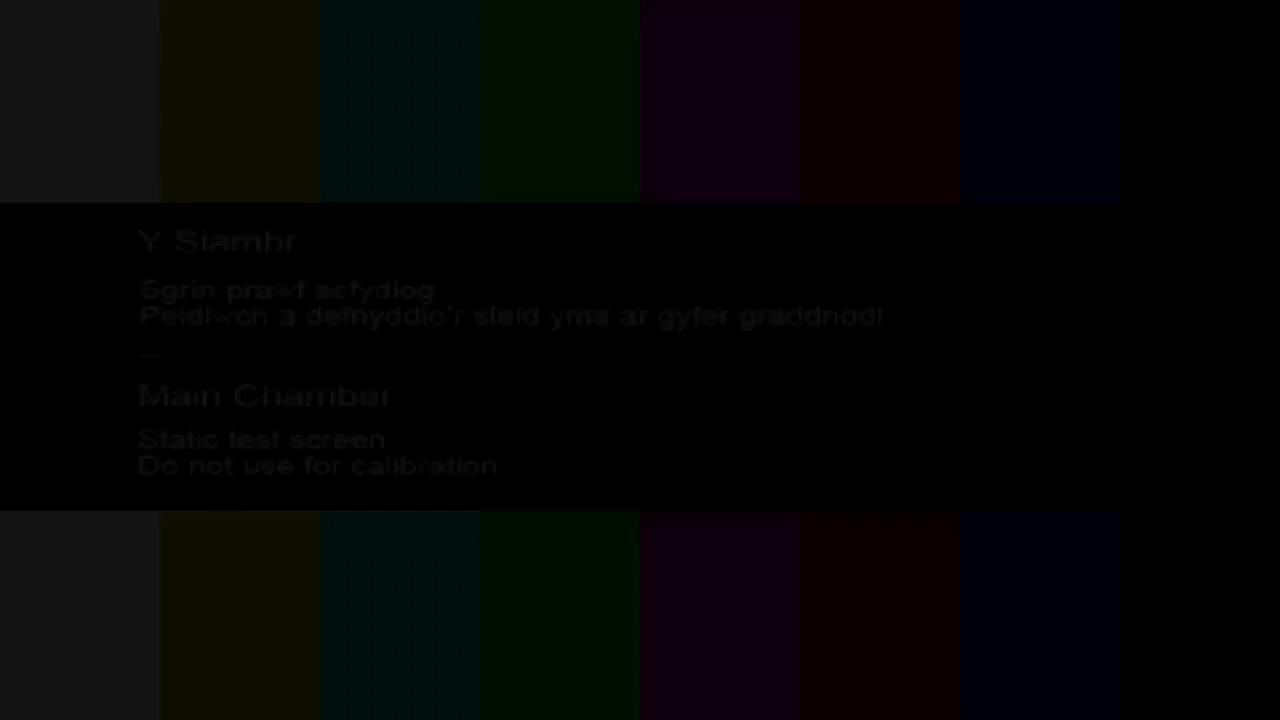 Y Siambr
Sgrin prawf sefydlog
Peidiwch a defnyddio'r sleid yma ar gyfer graddnodi
–
Main Chamber
Static test screen
Do not use for calibration